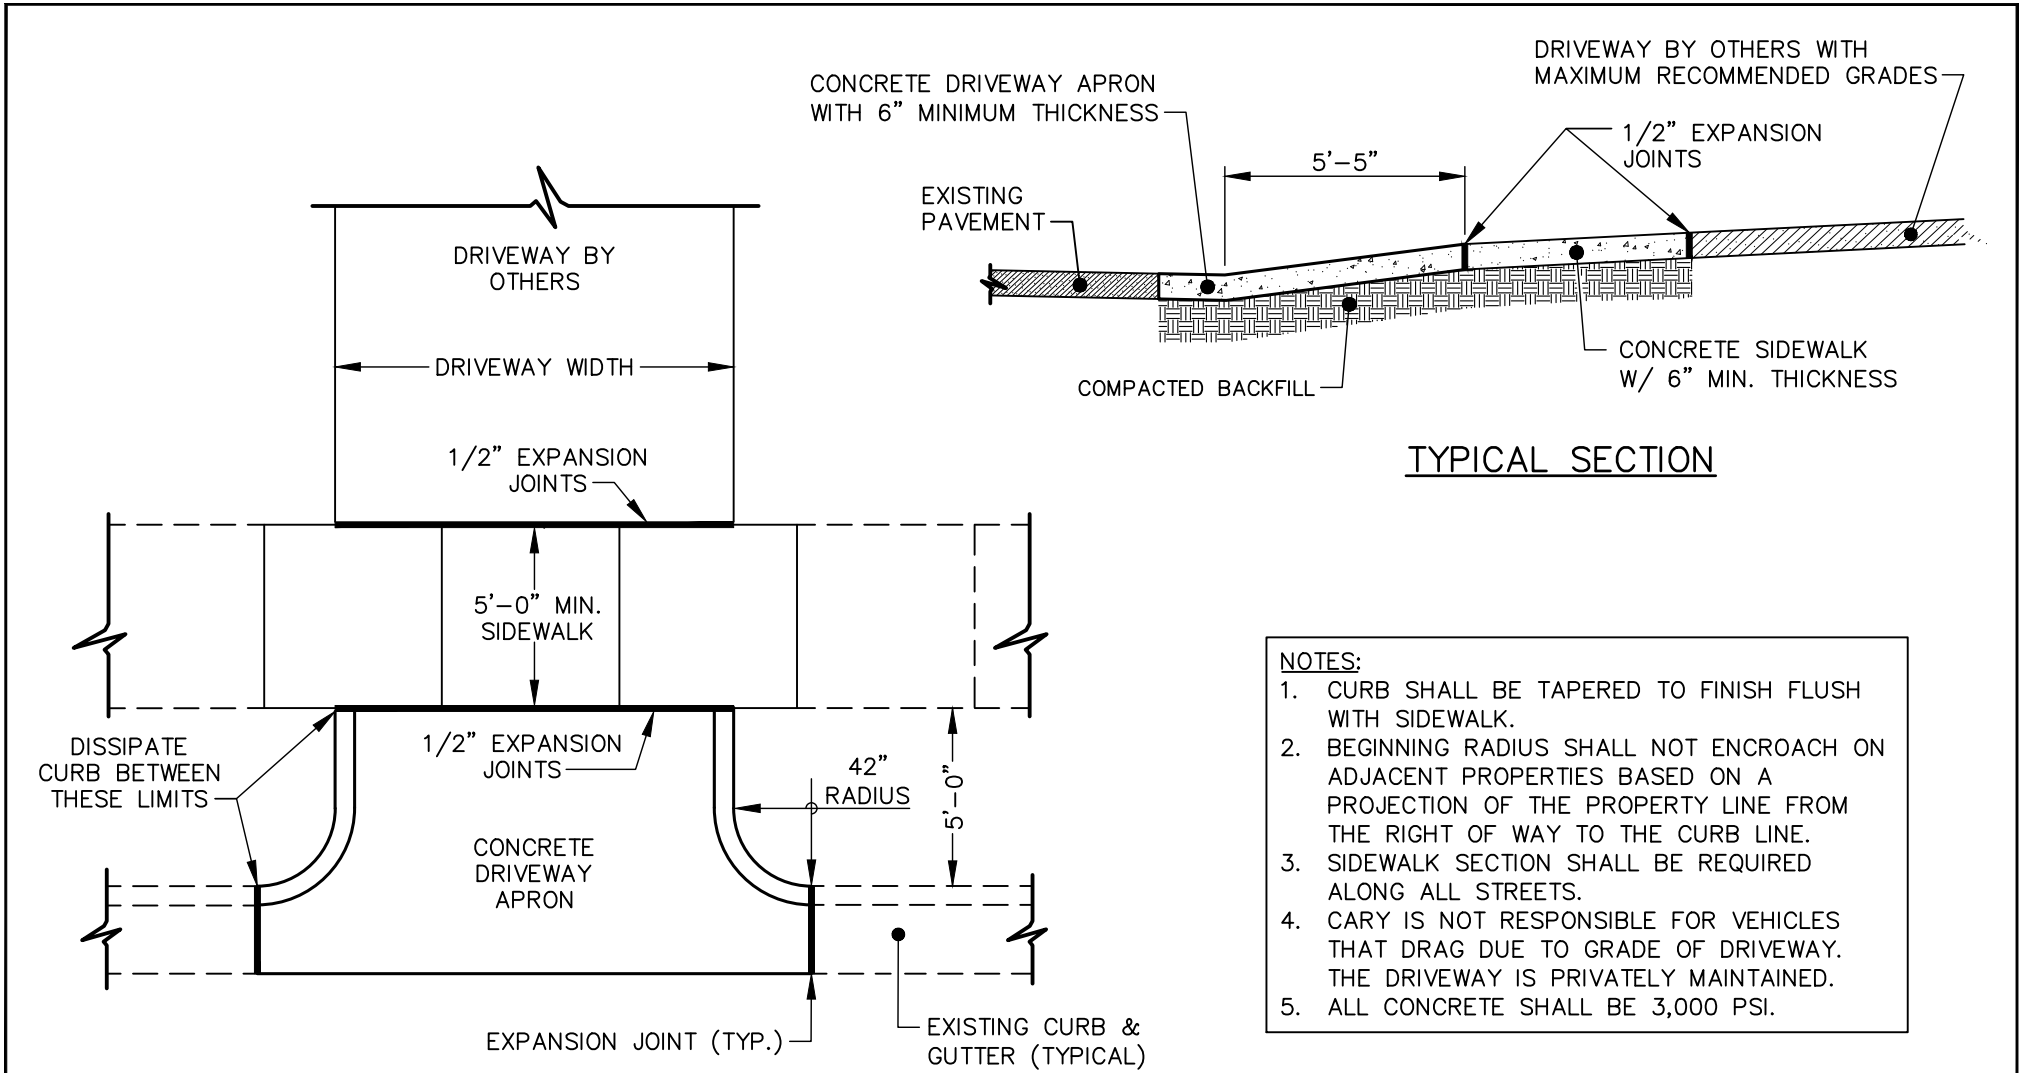 DRIVEWAY BY
OTHERS
DRIVEWAY WIDTH
1/2” EXPANSION
JOINTS
5’-0” MIN.
SIDEWALK
DISSIPATE
CURB BETWEEN
THESE LIMITS
1/2” EXPANSION
JOINTS
42”
RADIUS
5’-0”
CONCRETE
DRIVEWAY
APRON
EXPANSION JOINT (TYP.)
EXISTING CURB &
GUTTER (TYPICAL)
CONCRETE DRIVEWAY APRON
WITH 6” MINIMUM THICKNESS
DRIVEWAY BY OTHERS WITH
MAXIMUM RECOMMENDED GRADES
1/2” EXPANSION
JOINTS
5’-5”
EXISTING
PAVEMENT
CONCRETE SIDEWALK
W/ 6” MIN. THICKNESS
COMPACTED BACKFILL
TYPICAL SECTION
NOTES:
1. CURB SHALL BE TAPERED TO FINISH FLUSH
WITH SIDEWALK.
2. BEGINNING RADIUS SHALL NOT ENCROACH ON
ADJACENT PROPERTIES BASED ON A
PROJECTION OF THE PROPERTY LINE FROM
THE RIGHT OF WAY TO THE CURB LINE.
3. SIDEWALK SECTION SHALL BE REQUIRED
ALONG ALL STREETS.
4. CARY IS NOT RESPONSIBLE FOR VEHICLES
THAT DRAG DUE TO GRADE OF DRIVEWAY.
THE DRIVEWAY IS PRIVATELY MAINTAINED.
5. ALL CONCRETE SHALL BE 3,000 PSI.